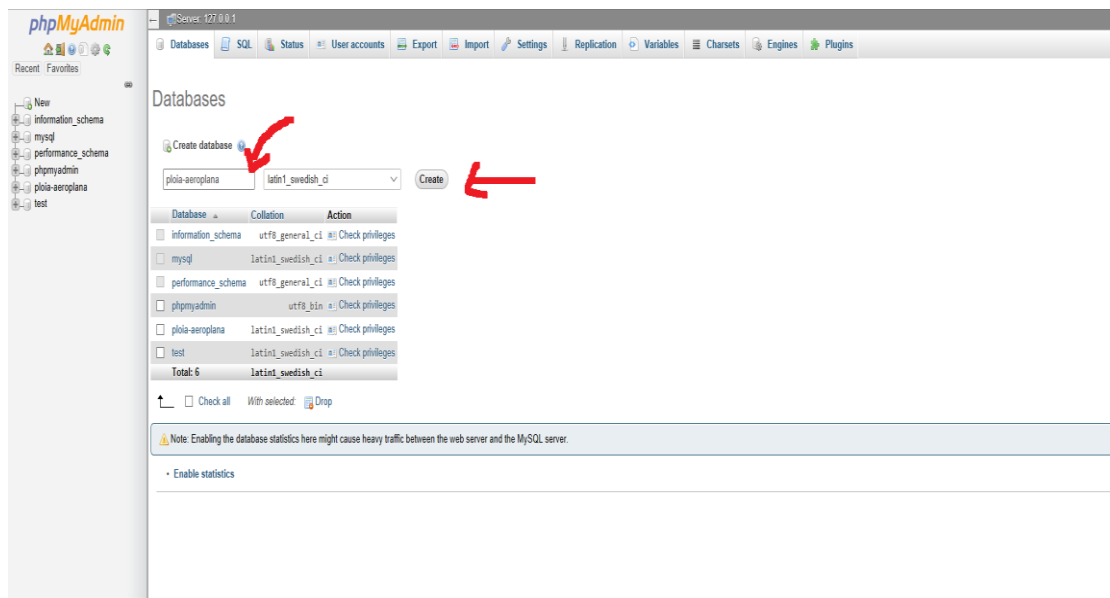 phpMyAdmin
Recent Favorites
New
information_schema
mysql
performance_schema
phpmyadmin
ploia-aeroplana
test
Server: 127.0.0.1
Databases SQL Status User accounts Export Import Settings Replication Variables Charsets Engines Plugins
Databases
Create database
ploia-aeroplana latin1_swedish_ci Create
Database Collation Action
information_schema utf8_general_ci Check privileges
mysql latin1_swedish_ci Check privileges
performance_schema utf8_general_ci Check privileges
phpmyadmin utf8_bin Check privileges
ploia-aeroplana latin1_swedish_ci Check privileges
test latin1_swedish_ci Check privileges
Total: 6 latin1_swedish_ci
Check all With selected: Drop
Note: Enabling the database statistics here might cause heavy traffic between the web server and the MySQL server.
Enable statistics